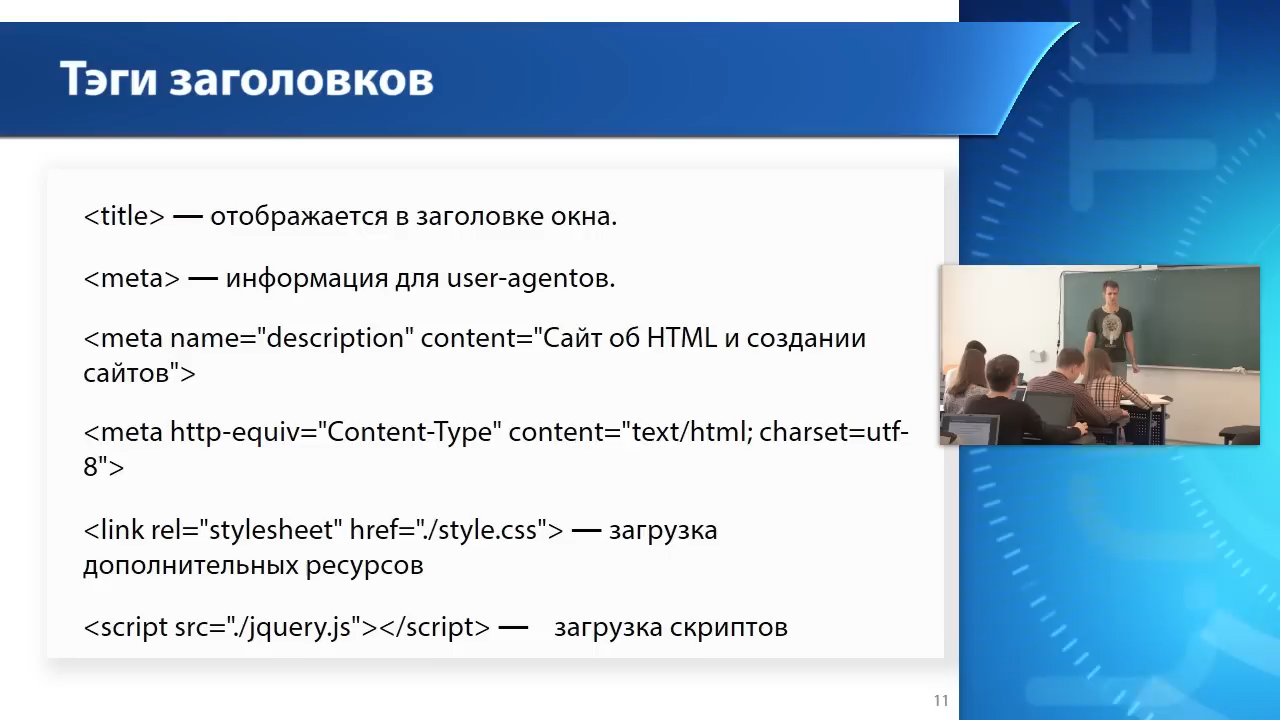 Тэги заголовков
<title> — отображается в заголовке окна.
<meta> — информация для user-agentов.
<meta name="description" content="Сайт об HTML и создании
сайтов">
<meta http-equiv="Content-Type" content="text/html; charset=utf-
8">
<link rel="stylesheet" href="./style.css"> — загрузка
дополнительных ресурсов
<script src="./jquery.js"></script> — загрузка скриптов
11